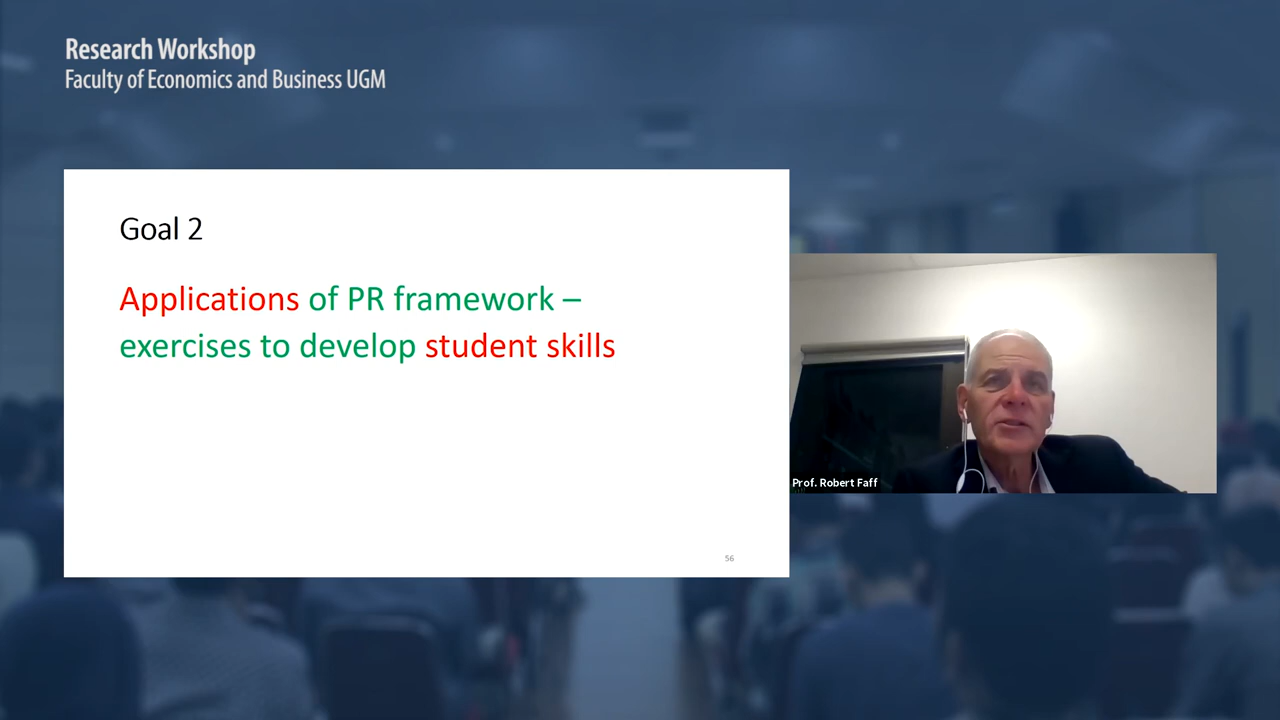 Research Workshop
Faculty of Economics and Business UGM
Goal 2
Applications of PR framework –
exercises to develop student skills
56
Prof. Robert Faff